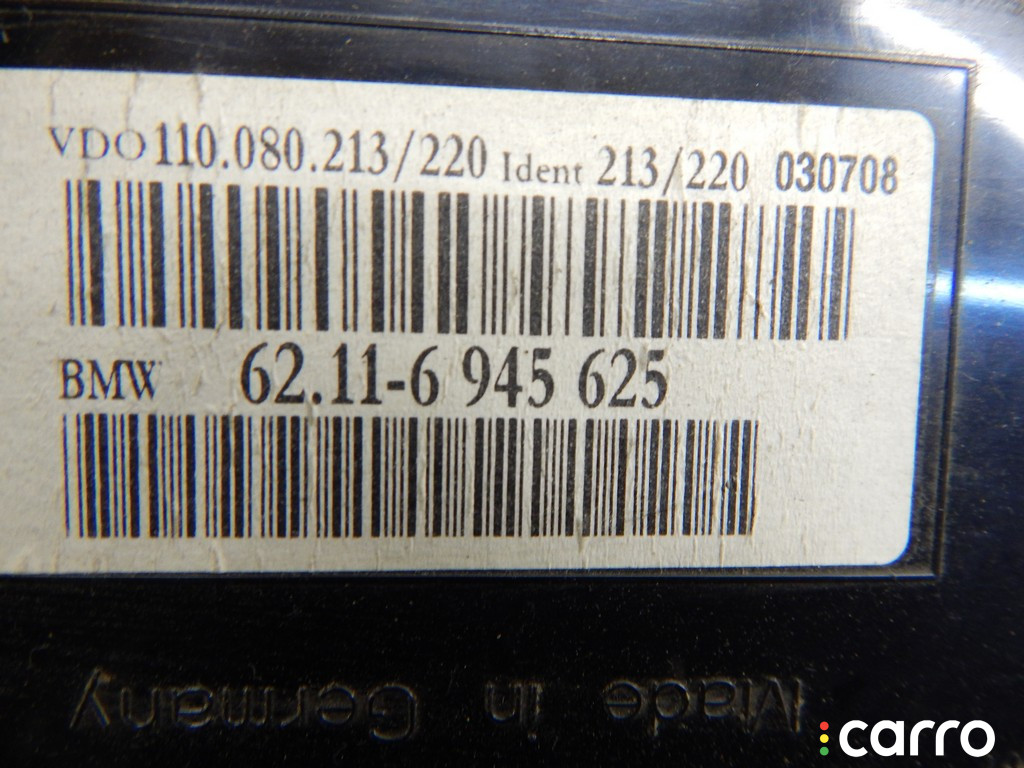 VDO 110.080.213/220 Ident 213/220 030708
BMW 62.11-6 945 625
Made in Germany
carro